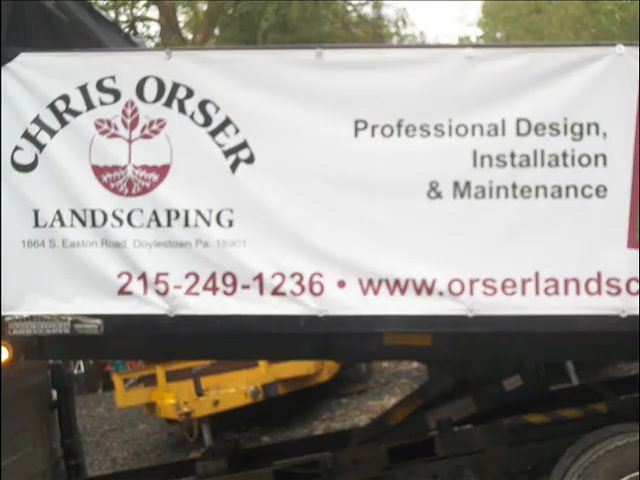 CHRIS ORSER
LANDSCAPING
1864 S. Easton Road, Doylestown Pa. 18901
Professional Design,
Installation
& Maintenance
215-249-1236 • www.orserlandsc